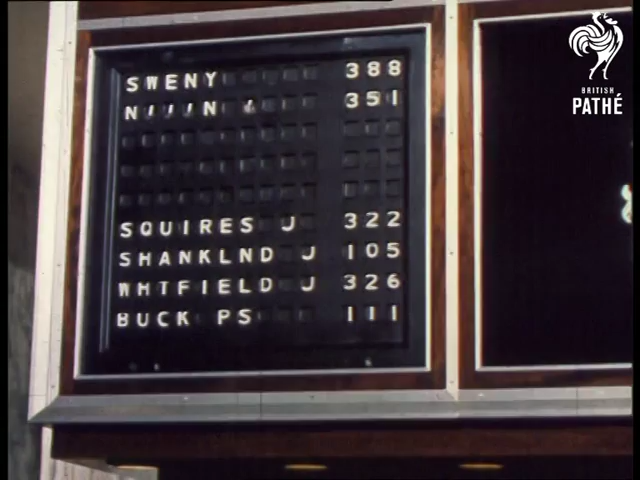 SWENY 388
351
SQUIRES J 322
SHANKLND J 105
WHTFIELD J 326
BUCK PS 111
BRITISH
PATHÉ